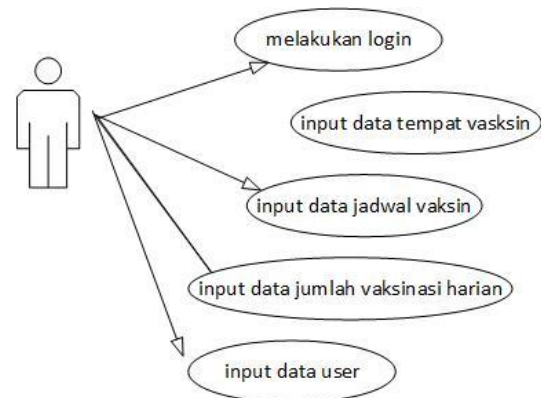 melakukan login
input data tempat vasksin
input data jadwal vaksin
input data jumlah vaksinasi harian
input data user